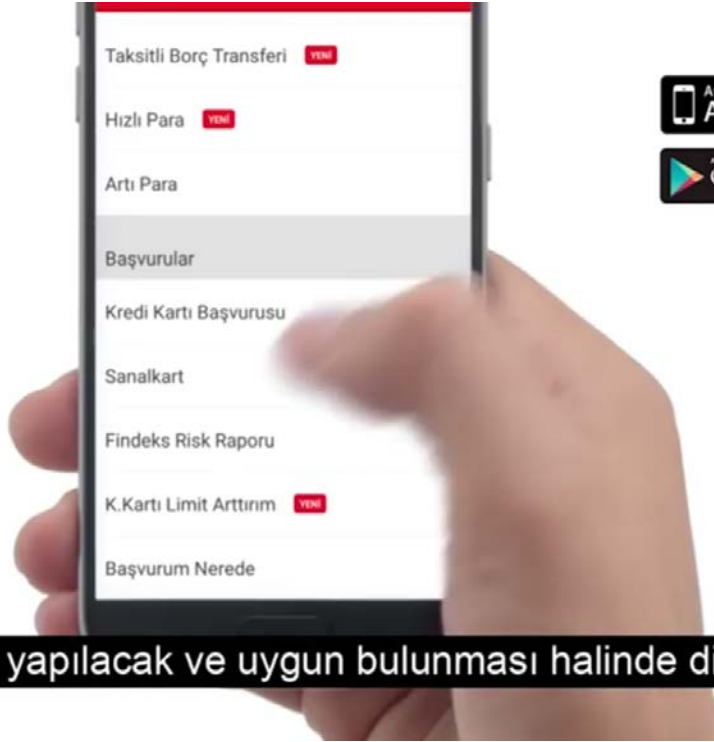 Taksitli Borç Transferi YENİ
Hızlı Para YENİ
Artı Para
Başvurular
Kredi Kartı Başvurusu
Sanalkart
Findeks Risk Raporu
K.Kartı Limit Arttırım YENİ
Başvurum Nerede
yapılacak ve uygun bulunması halinde